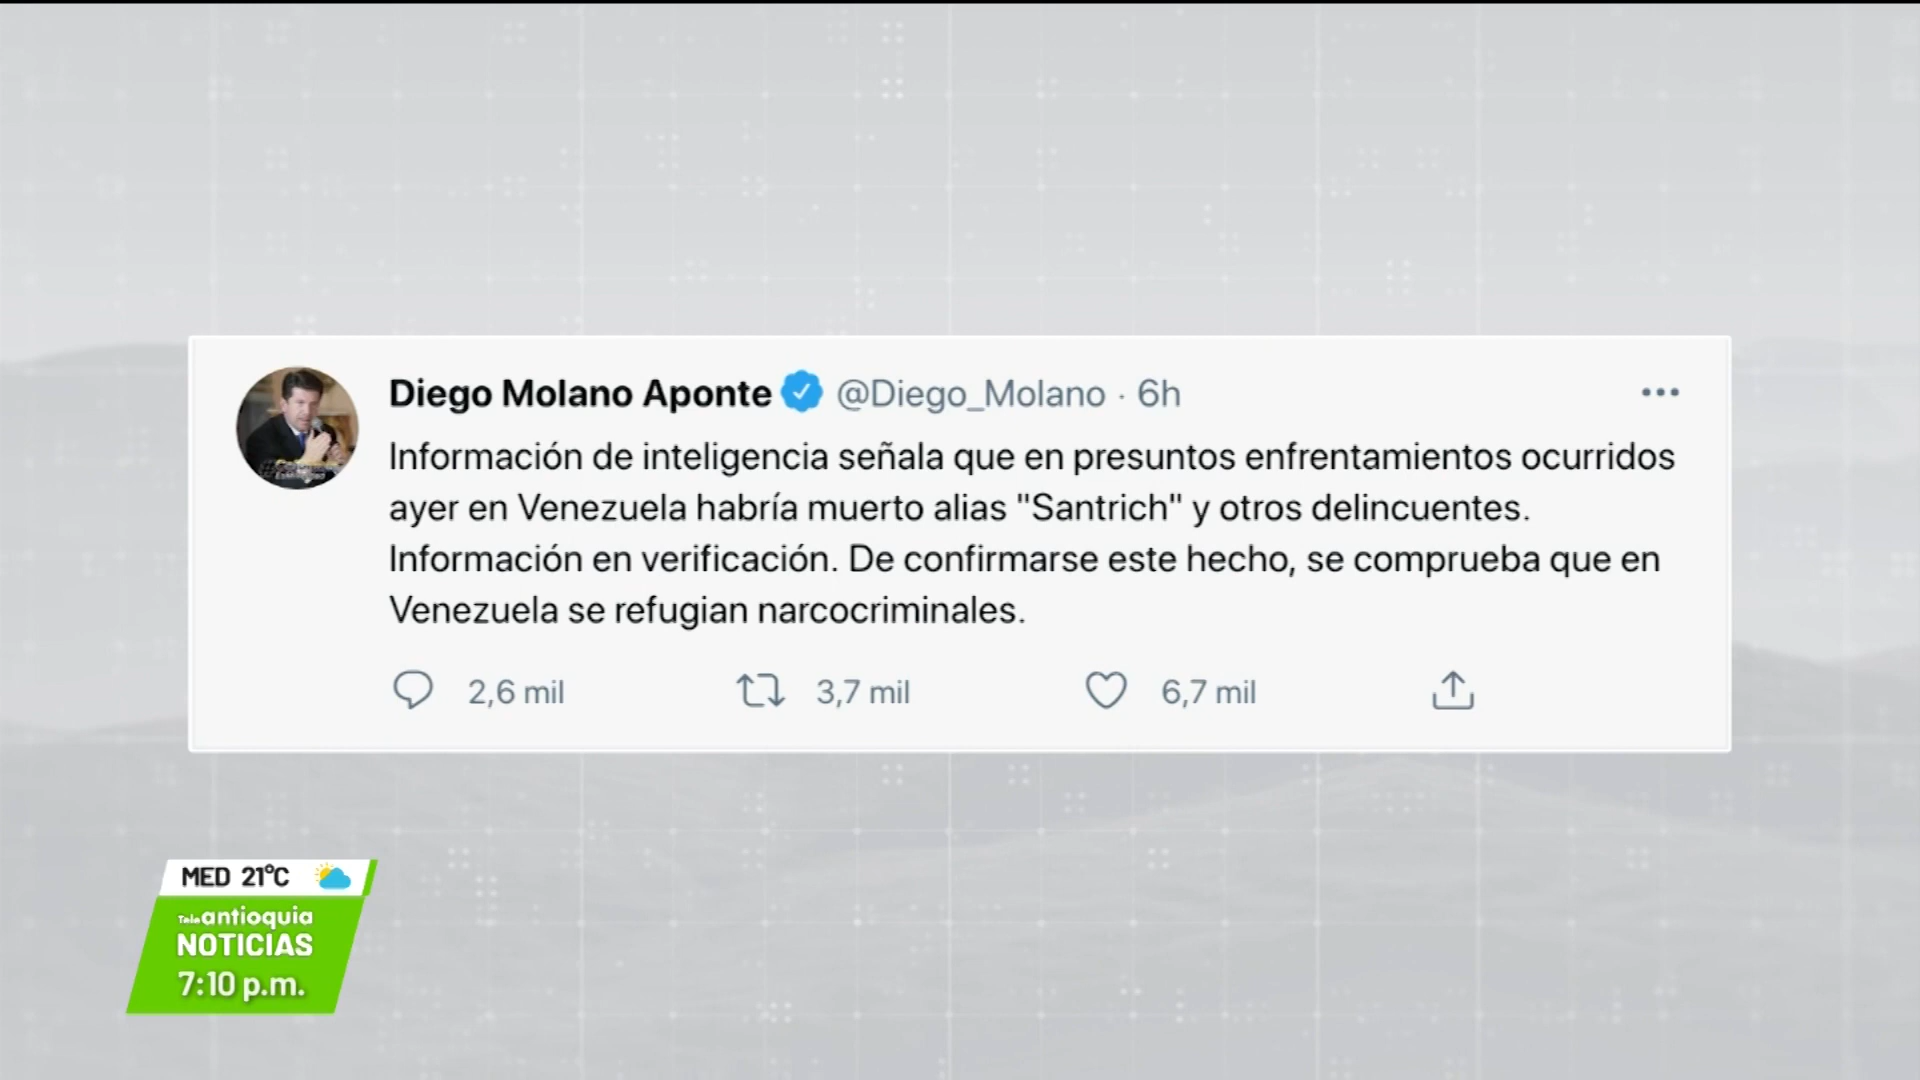 Diego Molano Aponte @Diego_Molano · 6h
Información de inteligencia señala que en presuntos enfrentamientos ocurridos
ayer en Venezuela habría muerto alias "Santrich" y otros delincuentes.
Información en verificación. De confirmarse este hecho, se comprueba que en
Venezuela se refugian narcocriminales.
2,6 mil 3,7 mil 6,7 mil
MED 21°C
Teleantioquia
NOTICIAS
7:10 p.m.